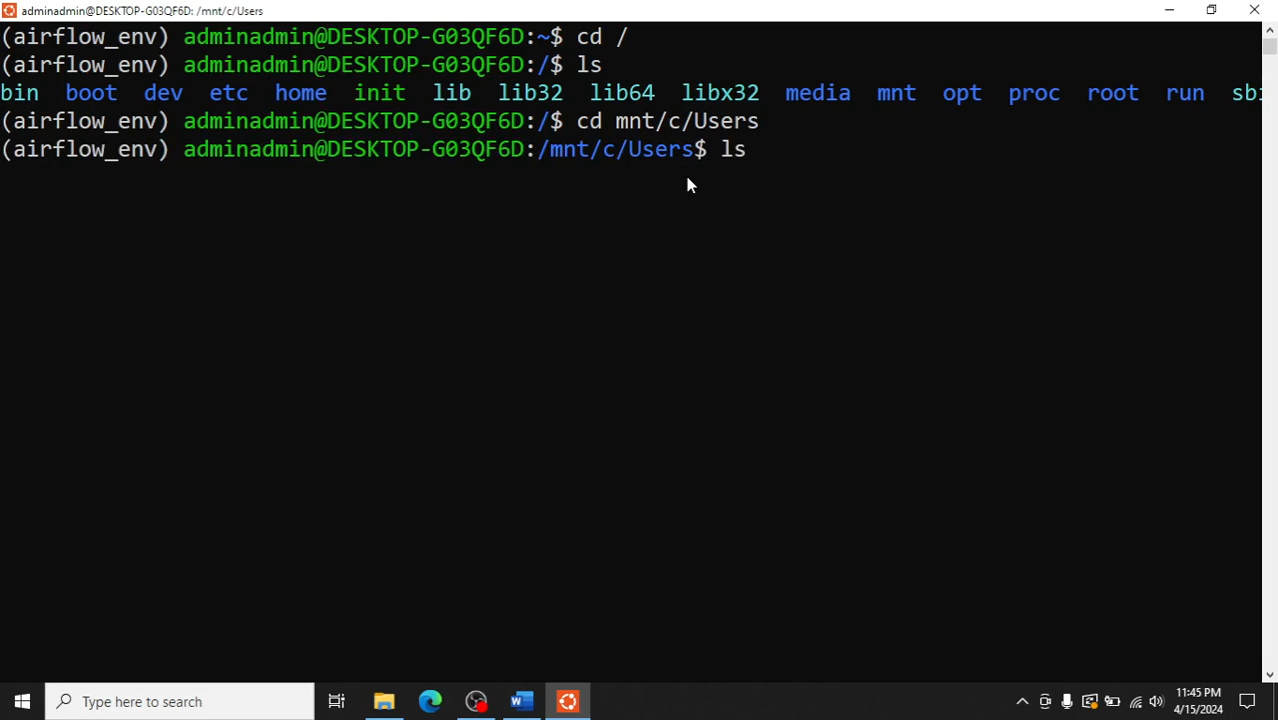 adminadmin@DESKTOP-G03QF6D: /mnt/c/Users
(airflow_env) adminadmin@DESKTOP-G03QF6D:~$ cd /
(airflow_env) adminadmin@DESKTOP-G03QF6D:/$ ls
bin boot dev etc home init lib lib32 lib64 libx32 media mnt opt proc root run sbi
(airflow_env) adminadmin@DESKTOP-G03QF6D:/$ cd mnt/c/Users
(airflow_env) adminadmin@DESKTOP-G03QF6D:/mnt/c/Users$ ls
Type here to search
11:45 PM
4/15/2024